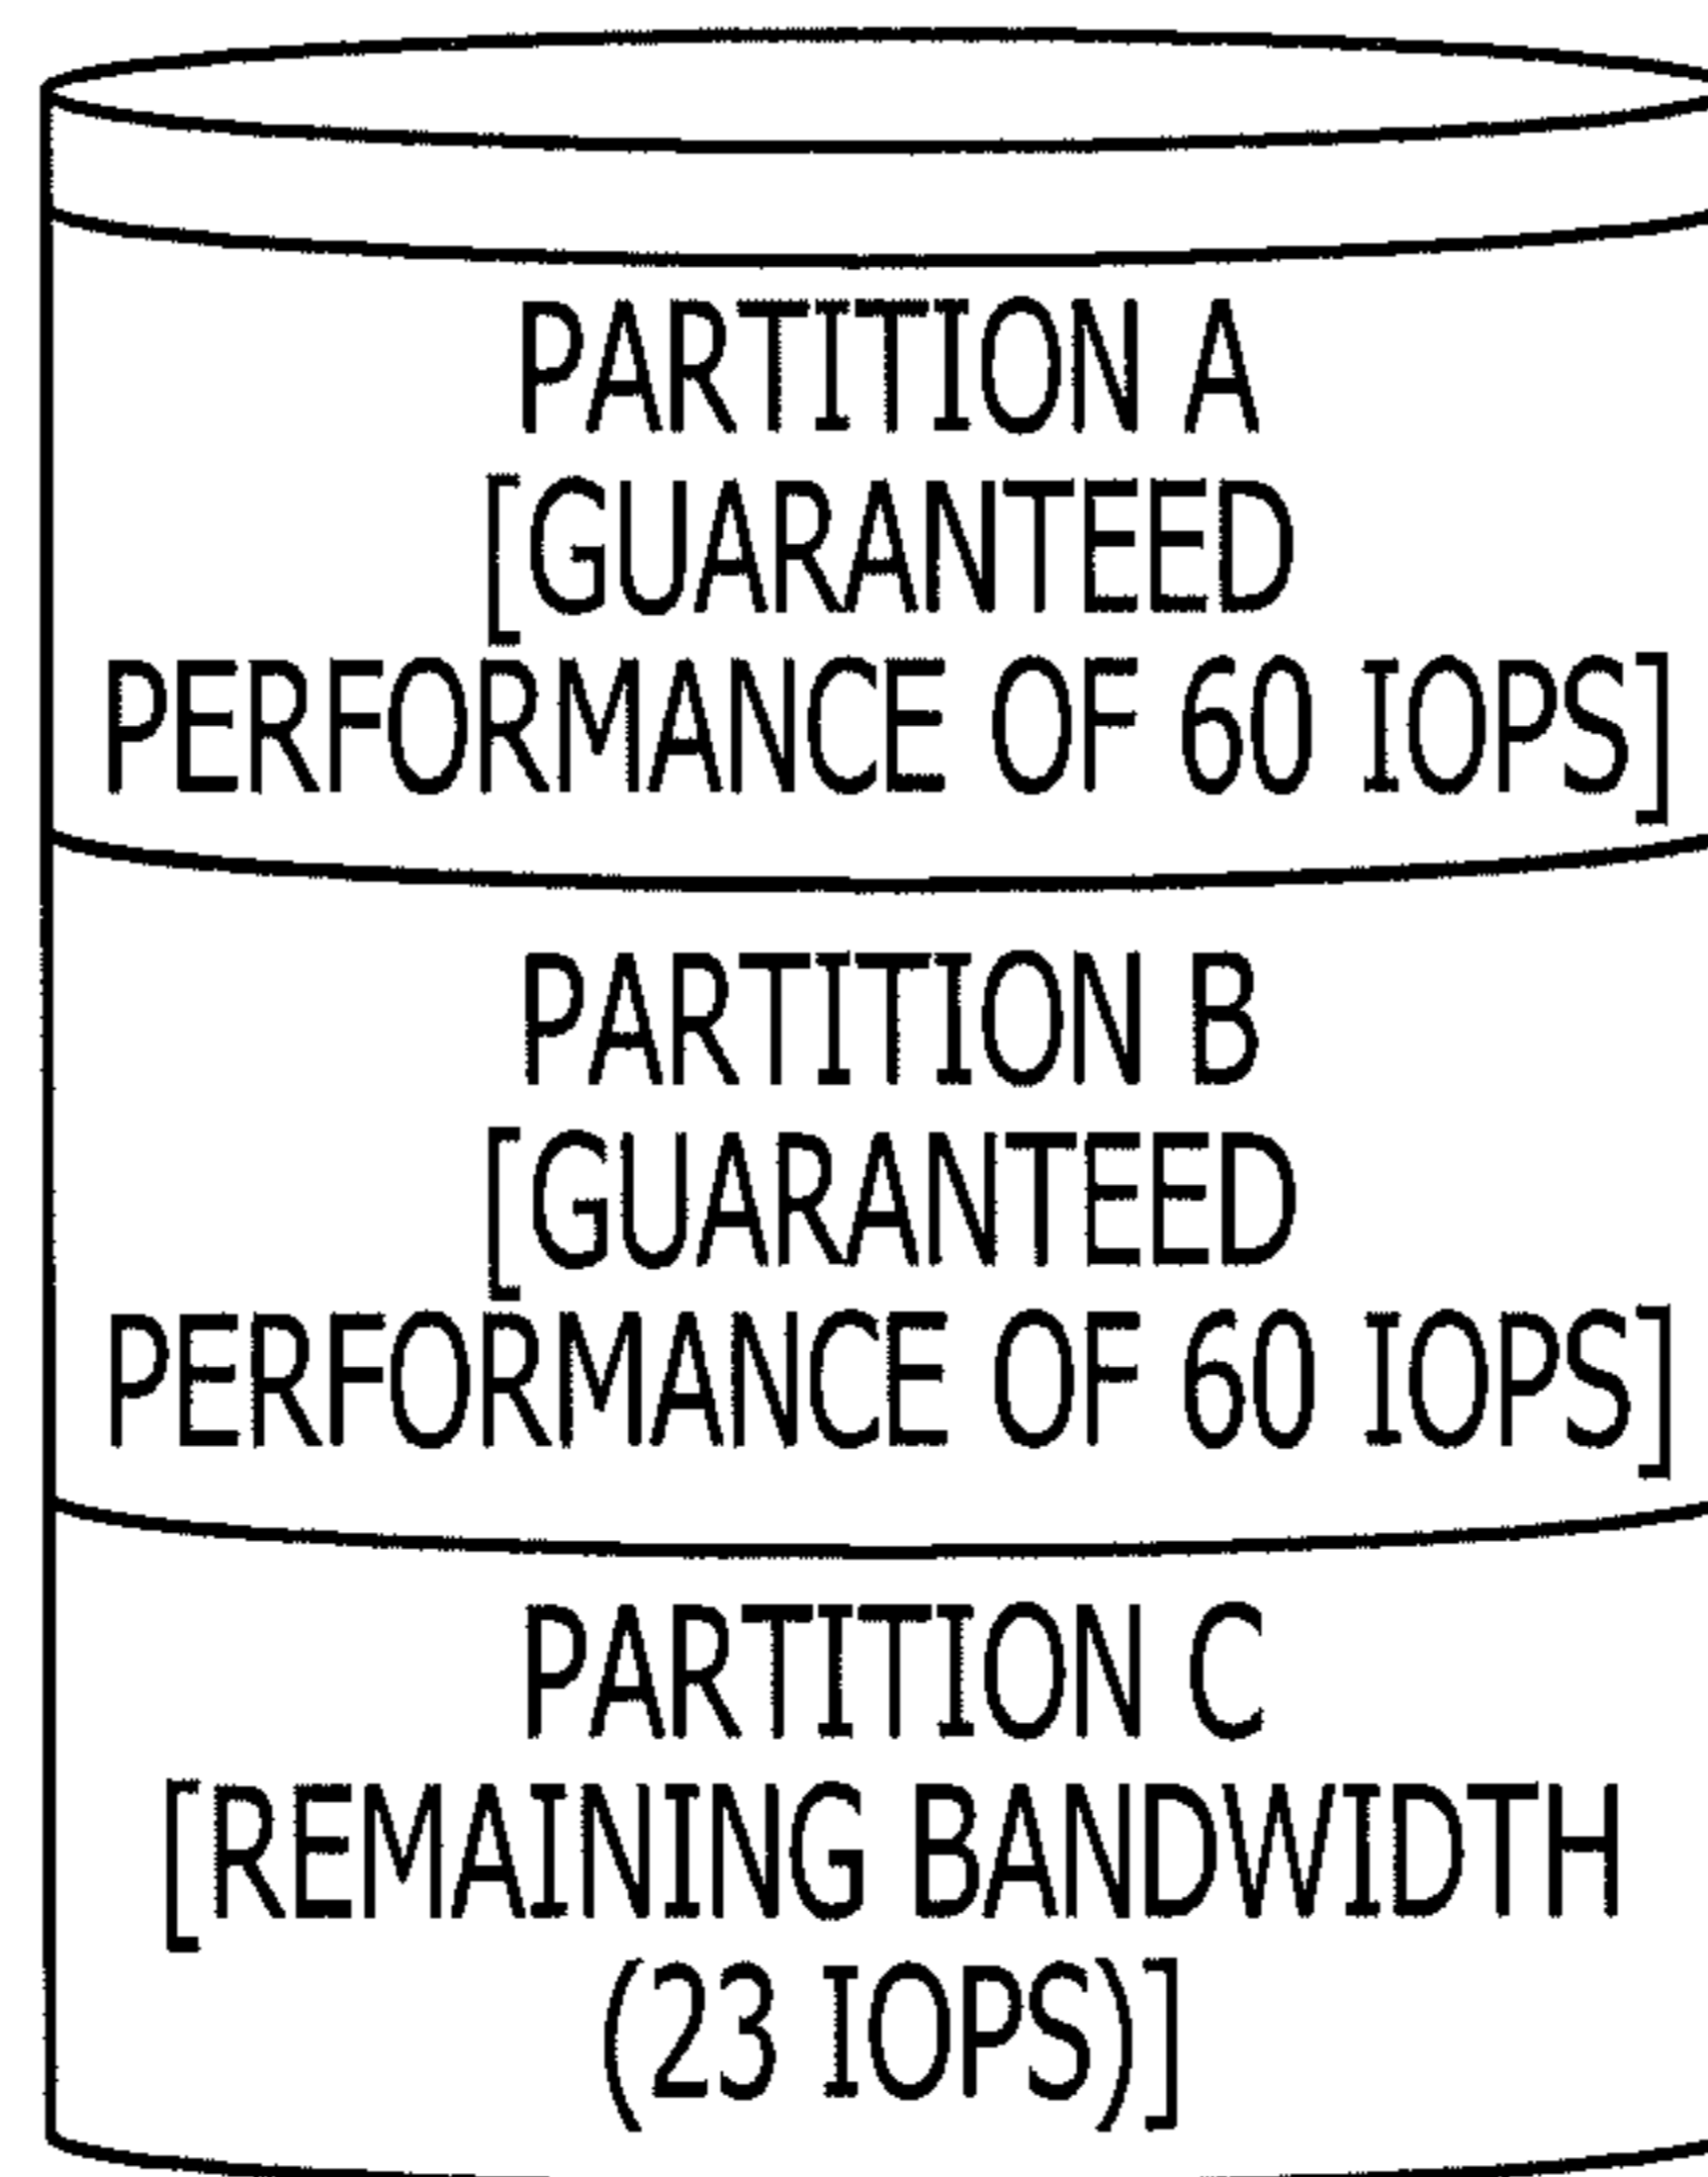 PARTITION A
[GUARANTEED
PERFORMANCE OF 60 IOPS]
PARTITION B
[GUARANTEED
PERFORMANCE OF 60 IOPS]
PARTITION C
[REMAINING BANDWIDTH
(23 IOPS)]